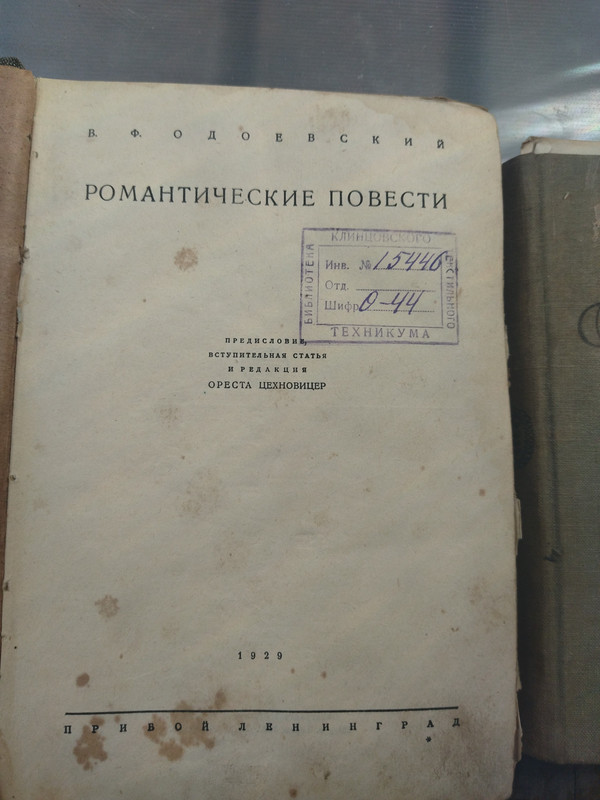 В. Ф. ОДОЕВСКИЙ
РОМАНТИЧЕСКИЕ ПОВЕСТИ
КЛИНЦОВСКОГО
БИБЛИОТЕКА
Инв. № 15446
Отд.
Шифр О-44
ТЕХНИКУМА
ПРЕДИСЛОВИЕ,
ВСТУПИТЕЛЬНАЯ СТАТЬЯ
И РЕДАКЦИЯ
ОРЕСТА ЦЕХНОВИЦЕР
1929
ПРИБОЙ ЛЕНИНГРАД
*